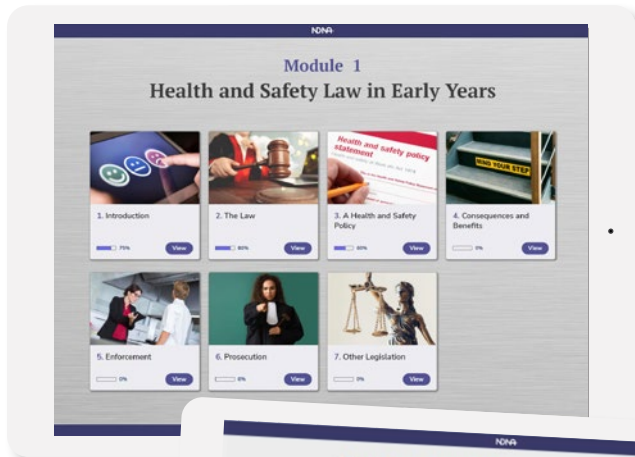 NDNA
Module 1
Health and Safety Law in Early Years
Health and safety policy
statement
MIND YOUR STEP
1. Introduction
2. The Law
3. A Health and Safety
Policy
4. Consequences and
Benefits
View
80%
View
View
0%
View
5. Enforcement
6. Prosecution
7. Other Legislation
0%
View
View
0%
View
NDNA